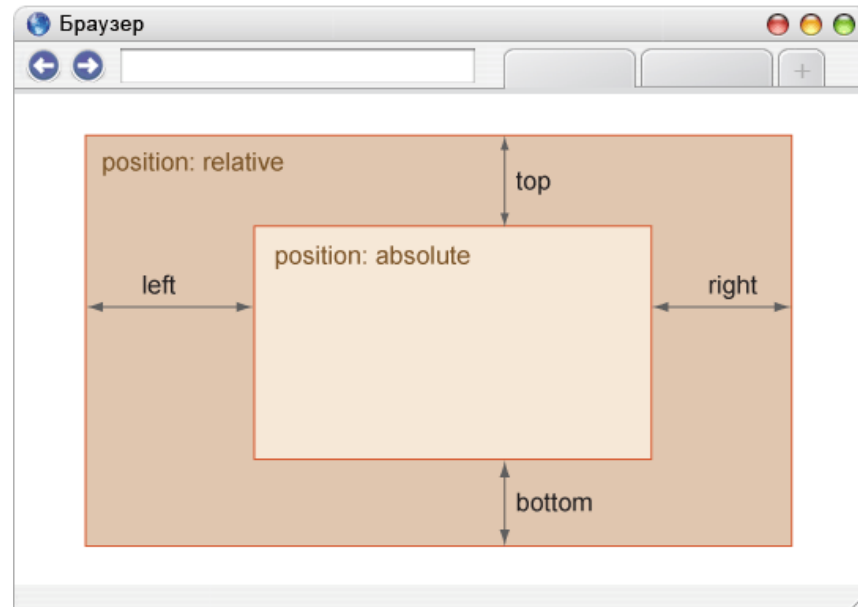 Браузер
+
position: relative
top
position: absolute
left
right
bottom